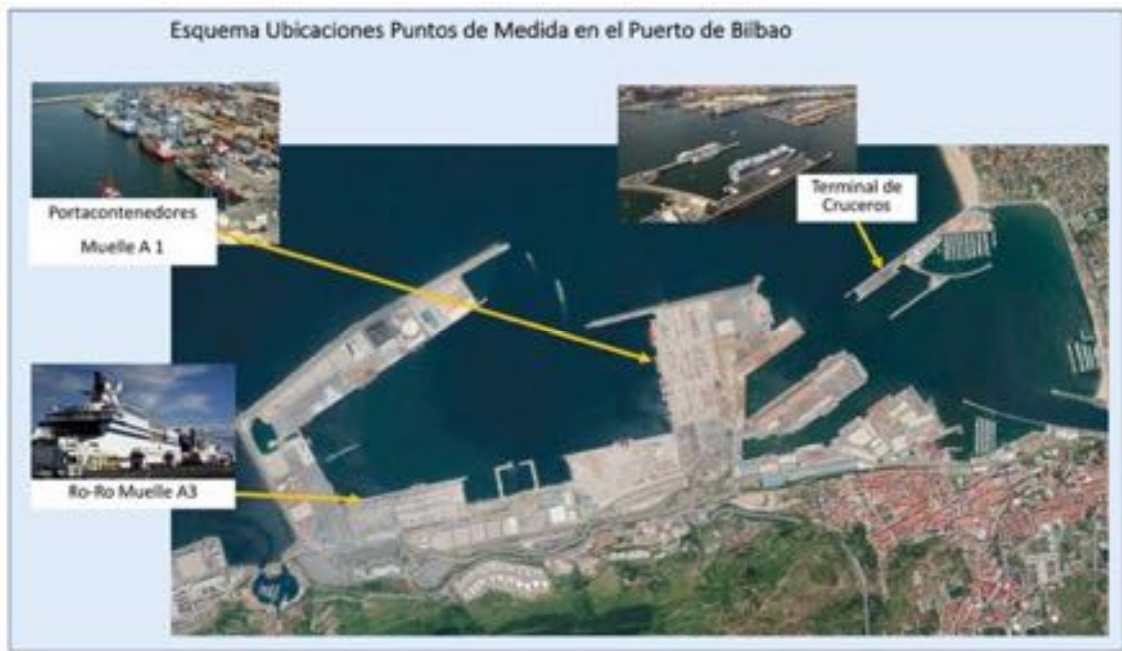 Esquema Ubicaciones Puntos de Medida en el Puerto de Bilbao
Portacontenedores
Muelle A 1
Terminal de
Cruceros
Ro-Ro Muelle A3